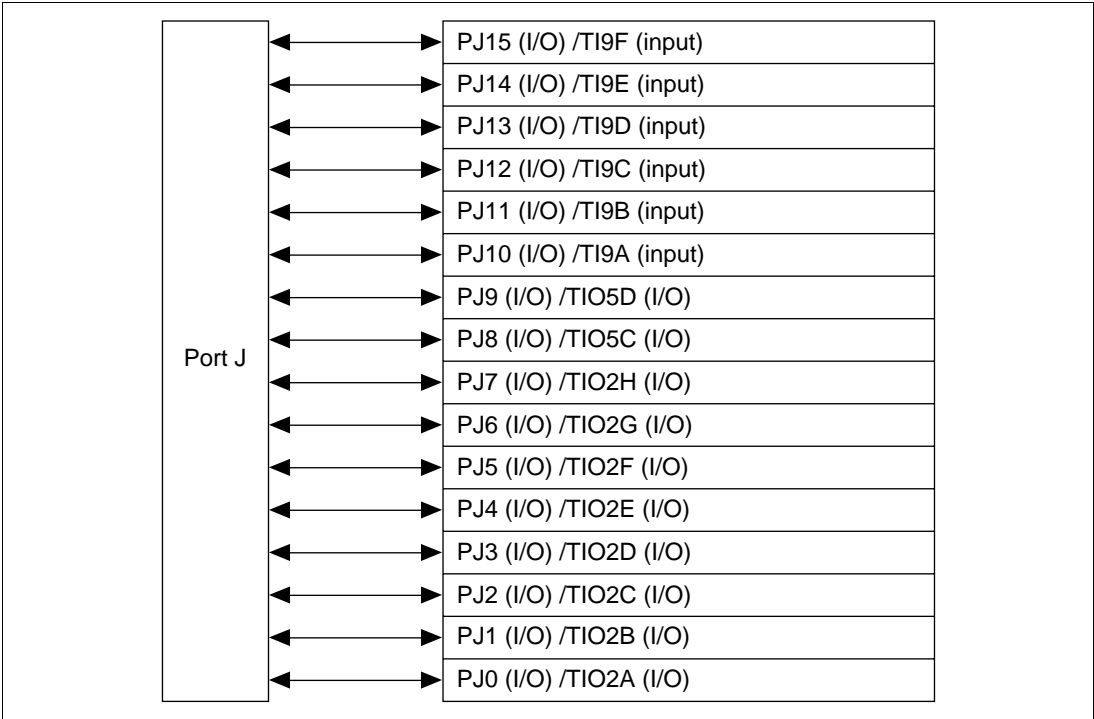 PJ15 (I/O) /TI9F (input)
PJ14 (I/O) /TI9E (input)
PJ13 (I/O) /TI9D (input)
PJ12 (I/O) /TI9C (input)
PJ11 (I/O) /TI9B (input)
PJ10 (I/O) /TI9A (input)
PJ9 (I/O) /TIO5D (I/O)
PJ8 (I/O) /TIO5C (I/O)
Port J
PJ7 (I/O) /TIO2H (I/O)
PJ6 (I/O) /TIO2G (I/O)
PJ5 (I/O) /TIO2F (I/O)
PJ4 (I/O) /TIO2E (I/O)
PJ3 (I/O) /TIO2D (I/O)
PJ2 (I/O) /TIO2C (I/O)
PJ1 (I/O) /TIO2B (I/O)
PJ0 (I/O) /TIO2A (I/O)